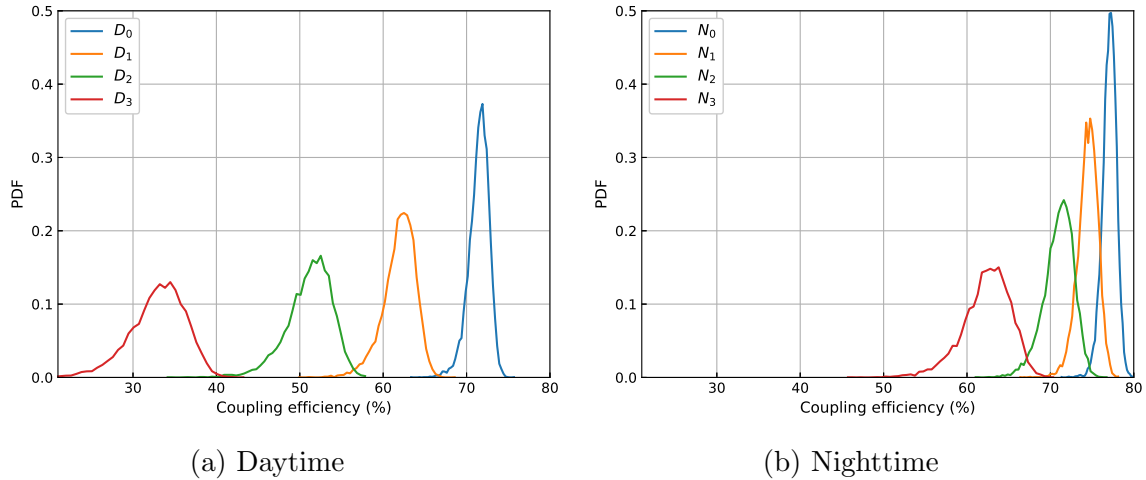 D0
D1
D2
D3
0.5
0.4
0.3
0.2
0.1
0.0
PDF
30 40 50 60 70 80
Coupling efficiency (%)
(a) Daytime
N0
N1
N2
N3
0.5
0.4
0.3
0.2
0.1
0.0
PDF
30 40 50 60 70 80
Coupling efficiency (%)
(b) Nighttime